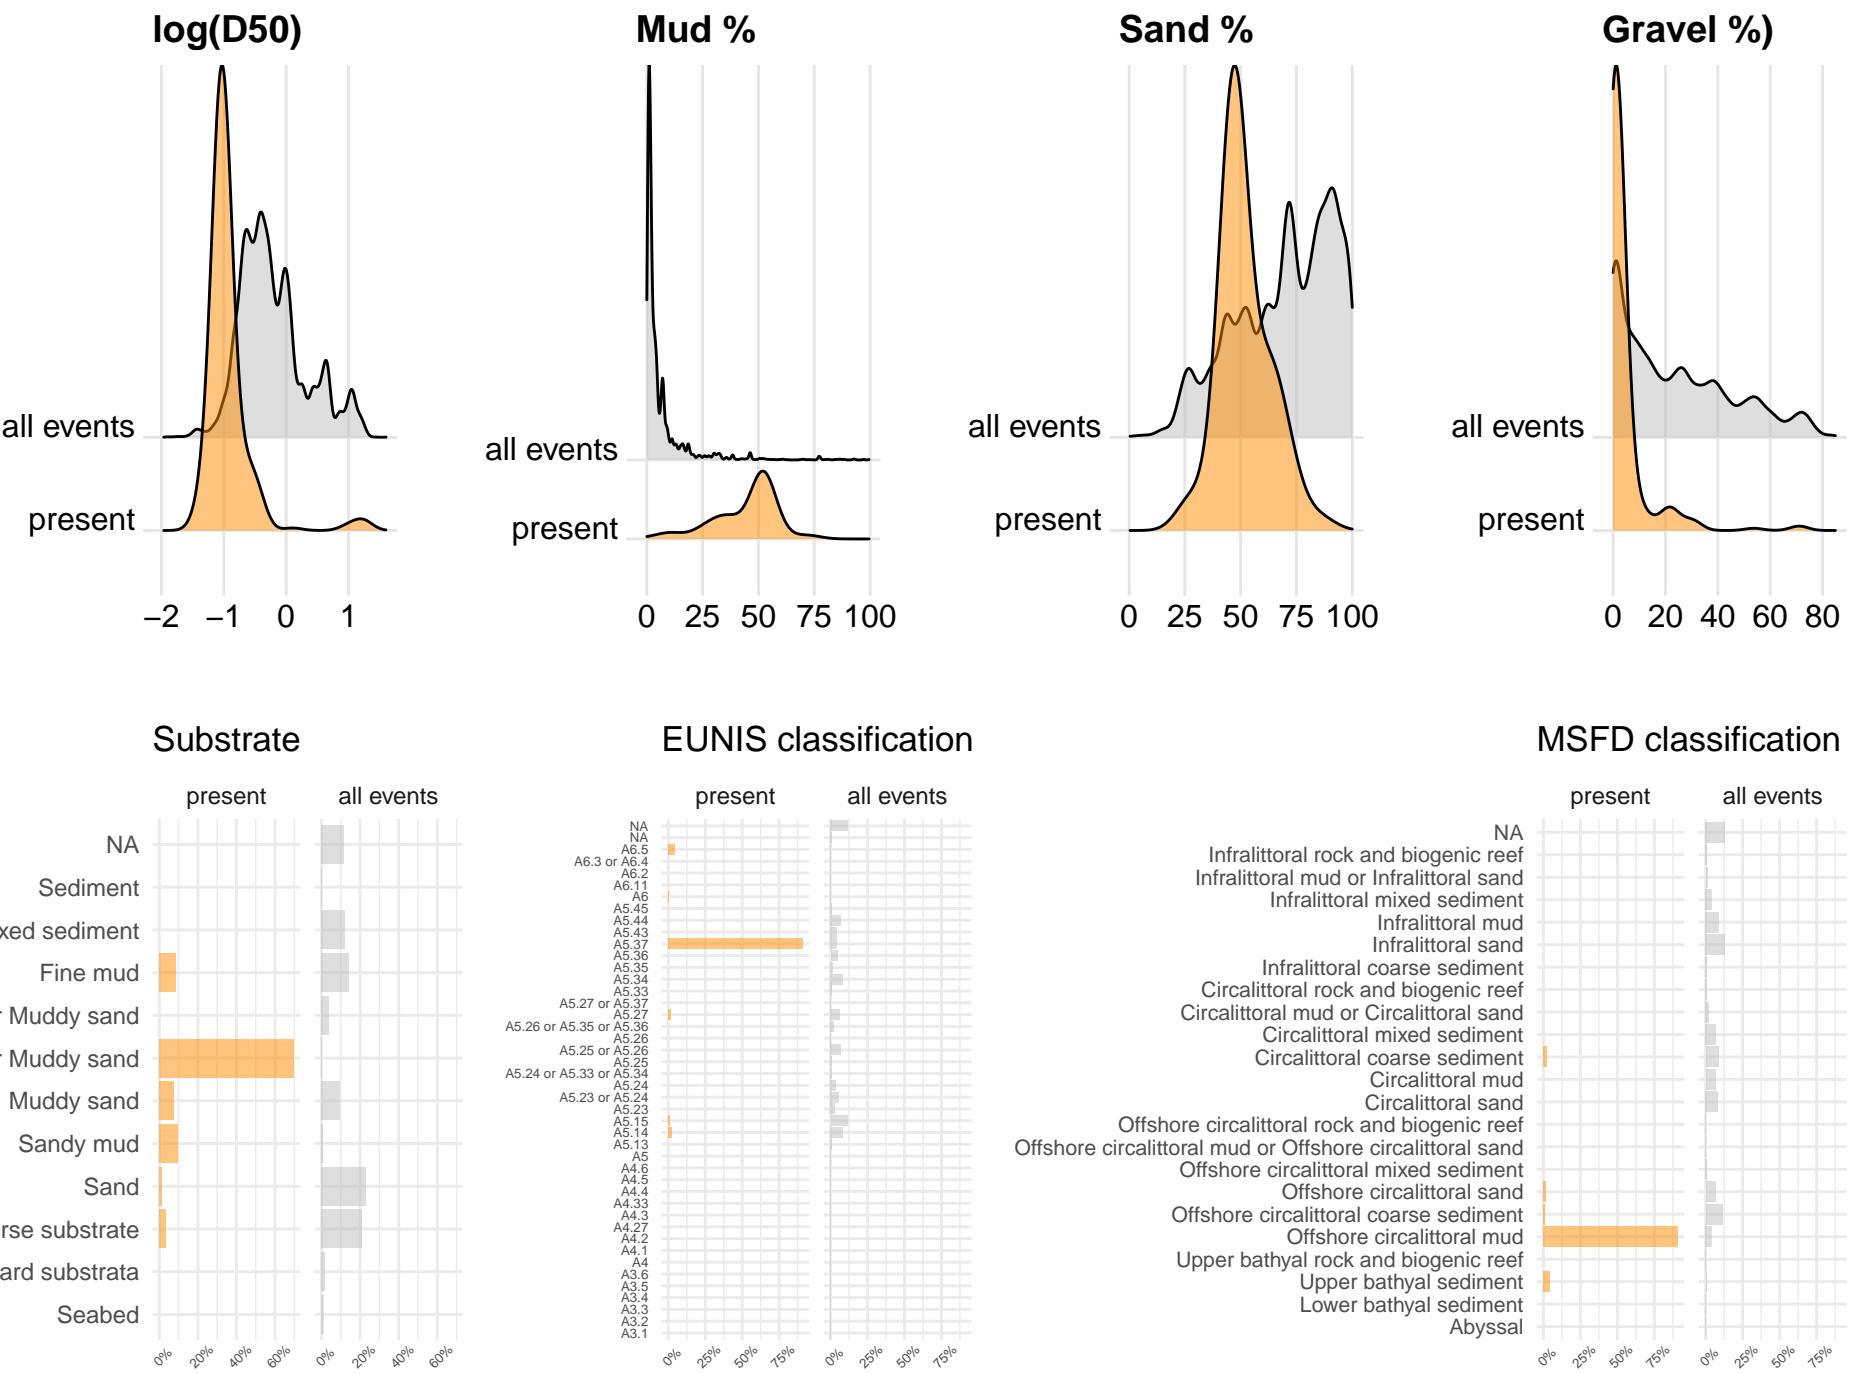 log(D50)
Mud %
Sand %
Gravel %)
all events
present
−2 −1 0 1
all events
present
0 25 50 75 100
all events
present
0 25 50 75 100
all events
present
0 20 40 60 80
Substrate
present all events
NA
Sediment
xed sediment
Fine mud
r Muddy sand
r Muddy sand
Muddy sand
Sandy mud
Sand
rse substrate
ard substrata
Seabed
0% 20% 40% 60% 0% 20% 40% 60%
EUNIS classification
present all events
NA
NA
A6.5
A6.3 or A6.4
A6.2
A6.11
A6
A5.45
A5.44
A5.43
A5.37
A5.36
A5.35
A5.34
A5.33
A5.27 or A5.37
A5.27
A5.26 or A5.35 or A5.36
A5.26
A5.25 or A5.26
A5.25
A5.24 or A5.33 or A5.34
A5.24
A5.23 or A5.24
A5.23
A5.15
A5.14
A5.13
A5
A4.6
A4.5
A4.4
A4.33
A4.3
A4.27
A4.2
A4.1
A4
A3.6
A3.5
A3.4
A3.3
A3.2
A3.1
0% 25% 50% 75% 0% 25% 50% 75%
MSFD classification
present all events
NA
Infralittoral rock and biogenic reef
Infralittoral mud or Infralittoral sand
Infralittoral mixed sediment
Infralittoral mud
Infralittoral sand
Infralittoral coarse sediment
Circalittoral rock and biogenic reef
Circalittoral mud or Circalittoral sand
Circalittoral mixed sediment
Circalittoral coarse sediment
Circalittoral mud
Circalittoral sand
Offshore circalittoral rock and biogenic reef
Offshore circalittoral mud or Offshore circalittoral sand
Offshore circalittoral mixed sediment
Offshore circalittoral sand
Offshore circalittoral coarse sediment
Offshore circalittoral mud
Upper bathyal rock and biogenic reef
Upper bathyal sediment
Lower bathyal sediment
Abyssal
0% 25% 50% 75% 0% 25% 50% 75%